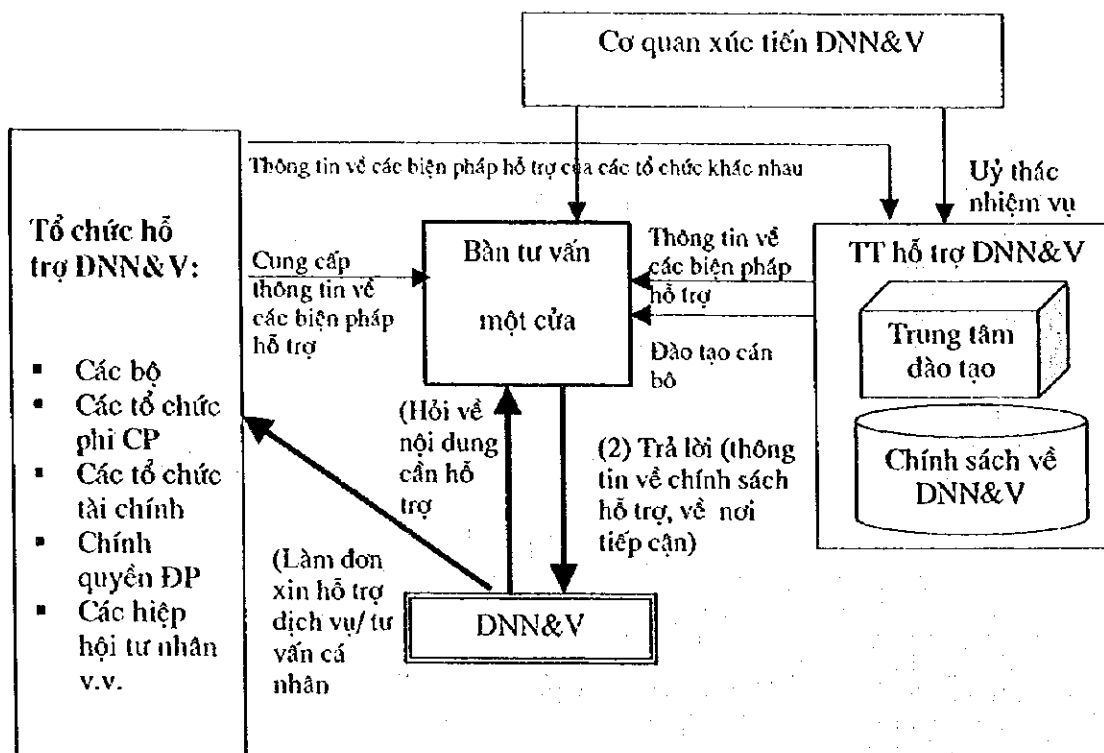 Cơ quan xúc tiến DNN&V
Thông tin về các biện pháp hỗ trợ của các tổ chức khác nhau
Uỷ thác
nhiệm vụ
Tổ chức hỗ
trợ DNN&V:
▪ Các bộ
▪ Các tổ chức
phi CP
▪ Các tổ chức
tài chính
▪ Chính
quyền ĐP
▪ Các hiệp
hội tư nhân
v.v.
Cung cấp
thông tin về
các biện pháp
hỗ trợ
Bàn tư vấn
một cửa
Thông tin về
các biện pháp
hỗ trợ
Đào tạo cán
bô
TT hỗ trợ DNN&V
Trung tâm
đào tạo
Chính sách về
DNN&V
(Hỏi về
nội dung
cần hỗ
trợ)
(2) Trả lời (thông
tin về chính sách
hỗ trợ, về nơi
tiếp cận)
(Làm đơn
xin hỗ trợ
dịch vụ/ tư
vấn cá
nhân
DNN&V